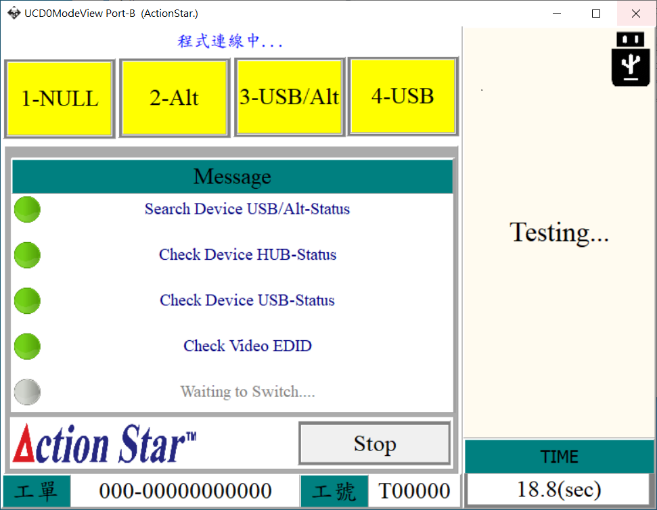 UCD0ModeView Port-B (ActionStar.)
程式連線中...
1-NULL
2-Alt
3-USB/Alt
4-USB
Message
Search Device USB/Alt-Status
Check Device HUB-Status
Check Device USB-Status
Check Video EDID
Waiting to Switch....
Testing...
Action Star™
Stop
TIME
工單
000-00000000000
工號
T00000
18.8(sec)